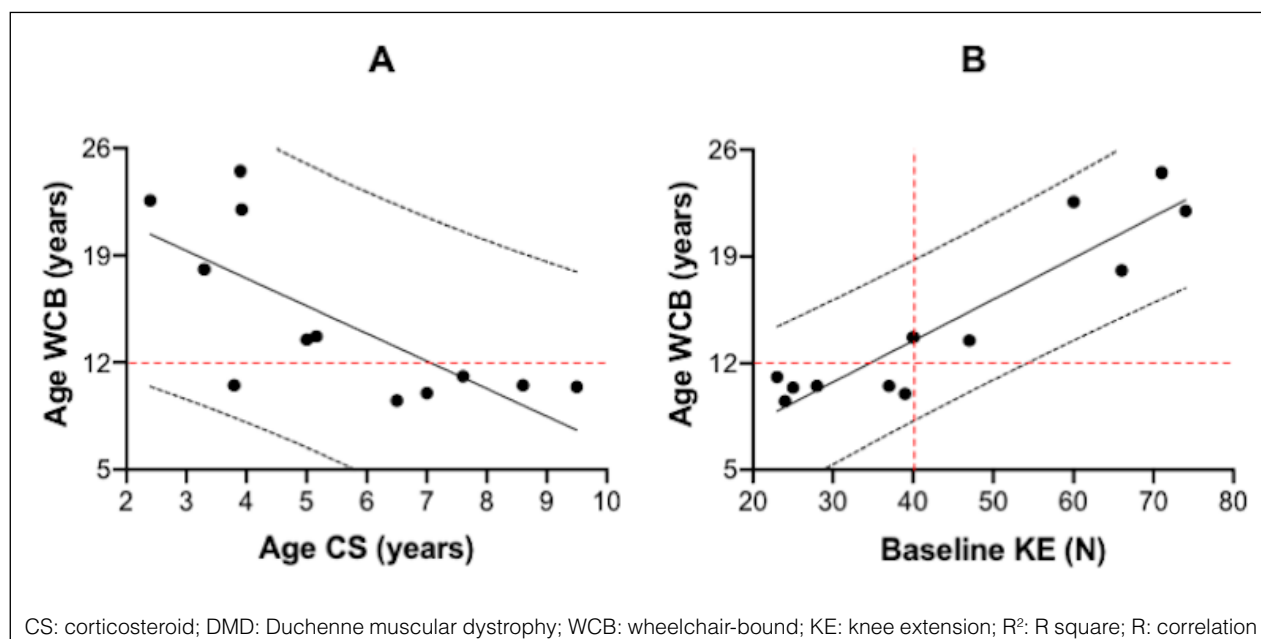 A
B
Age WCB (years)
26
19
12
5
2 3 4 5 6 7 8 9 10
Age CS (years)
Age WCB (years)
26
19
12
5
20 30 40 50 60 70 80
Baseline KE (N)
CS: corticosteroid; DMD: Duchenne muscular dystrophy; WCB: wheelchair-bound; KE: knee extension; R²: R square; R: correlation